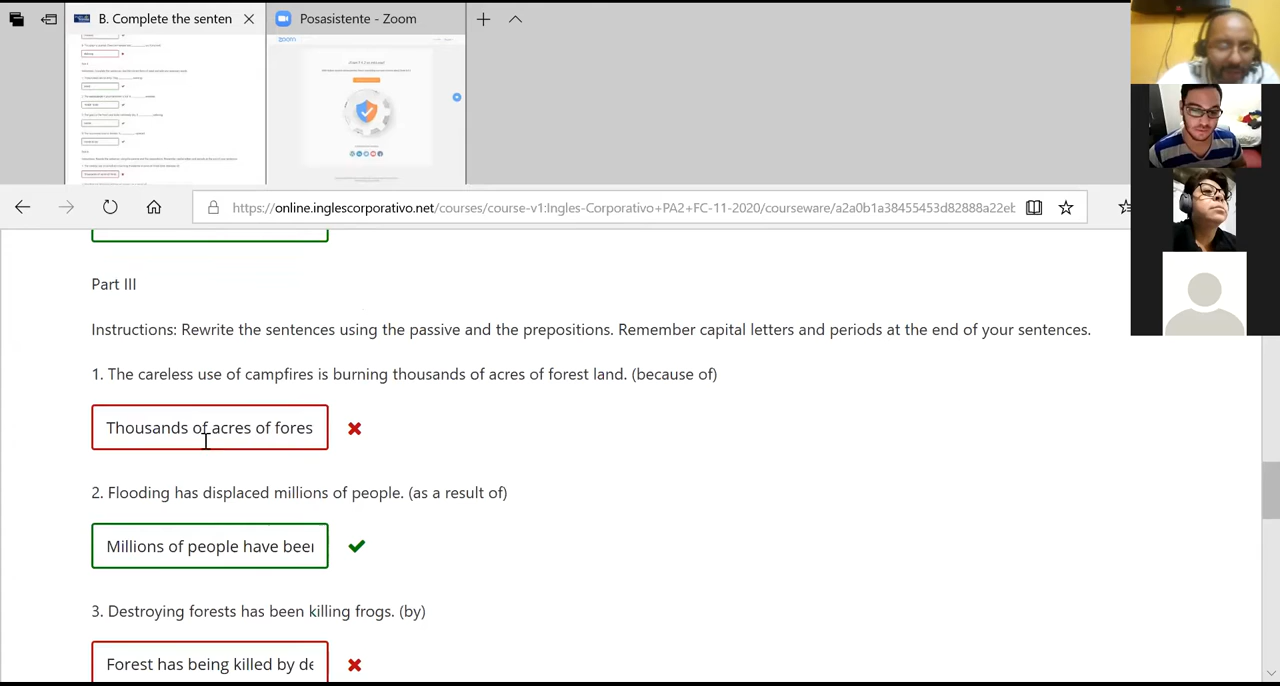 B. Complete the senten
Posasistente - Zoom
zoom
https://online.inglescorporativo.net/courses/course-v1:Ingles-Corporativo+PA2+FC-11-2020/courseware/a2a0b1a38455453d82888a22eb
Part III
Instructions: Rewrite the sentences using the passive and the prepositions. Remember capital letters and periods at the end of your sentences.
1. The careless use of campfires is burning thousands of acres of forest land. (because of)
Thousands of acres of fores
2. Flooding has displaced millions of people. (as a result of)
Millions of people have beer
3. Destroying forests has been killing frogs. (by)
Forest has being killed by de